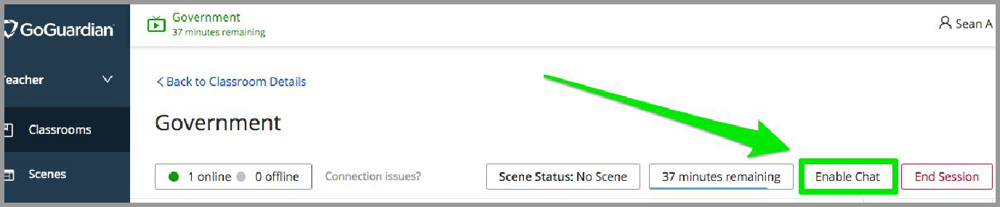 GoGuardian
Government
37 minutes remaining
Sean A
Teacher
Back to Classroom Details
Classrooms
Government
Scenes
1 online 0 offline
Connection issues?
Scene Status: No Scene
37 minutes remaining
Enable Chat
End Session